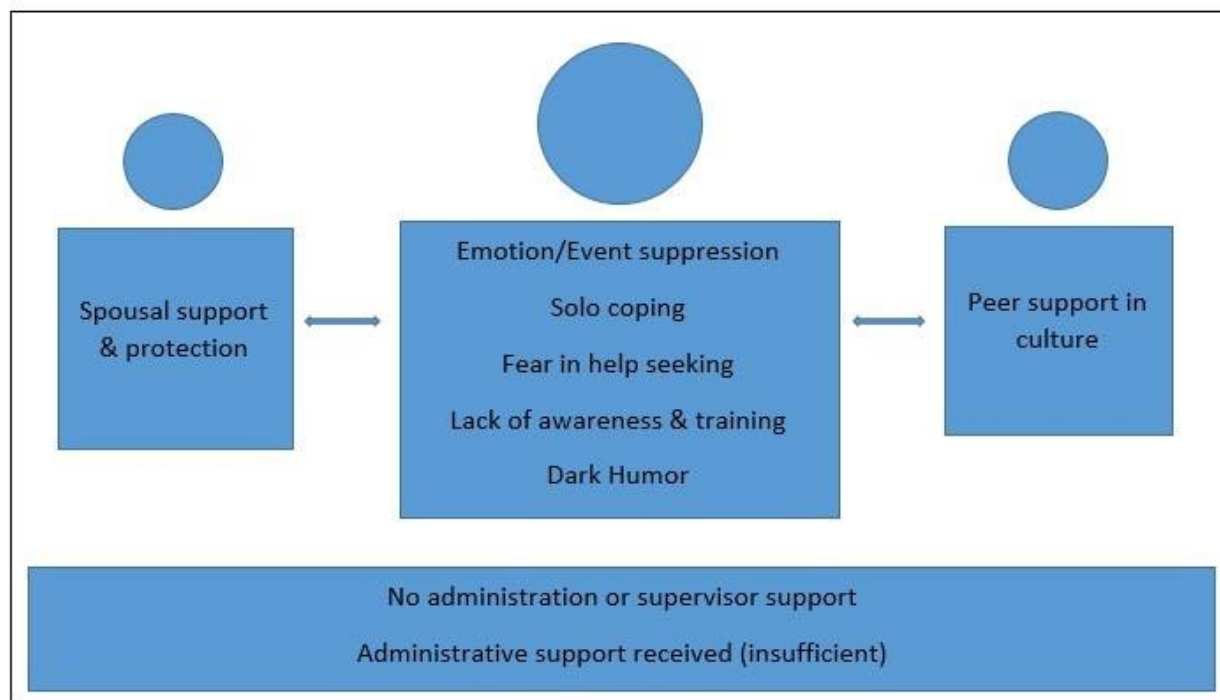 Spousal support
& protection
Emotion/Event suppression
Solo coping
Fear in help seeking
Lack of awareness & training
Dark Humor
Peer support in
culture
No administration or supervisor support
Administrative support received (insufficient)